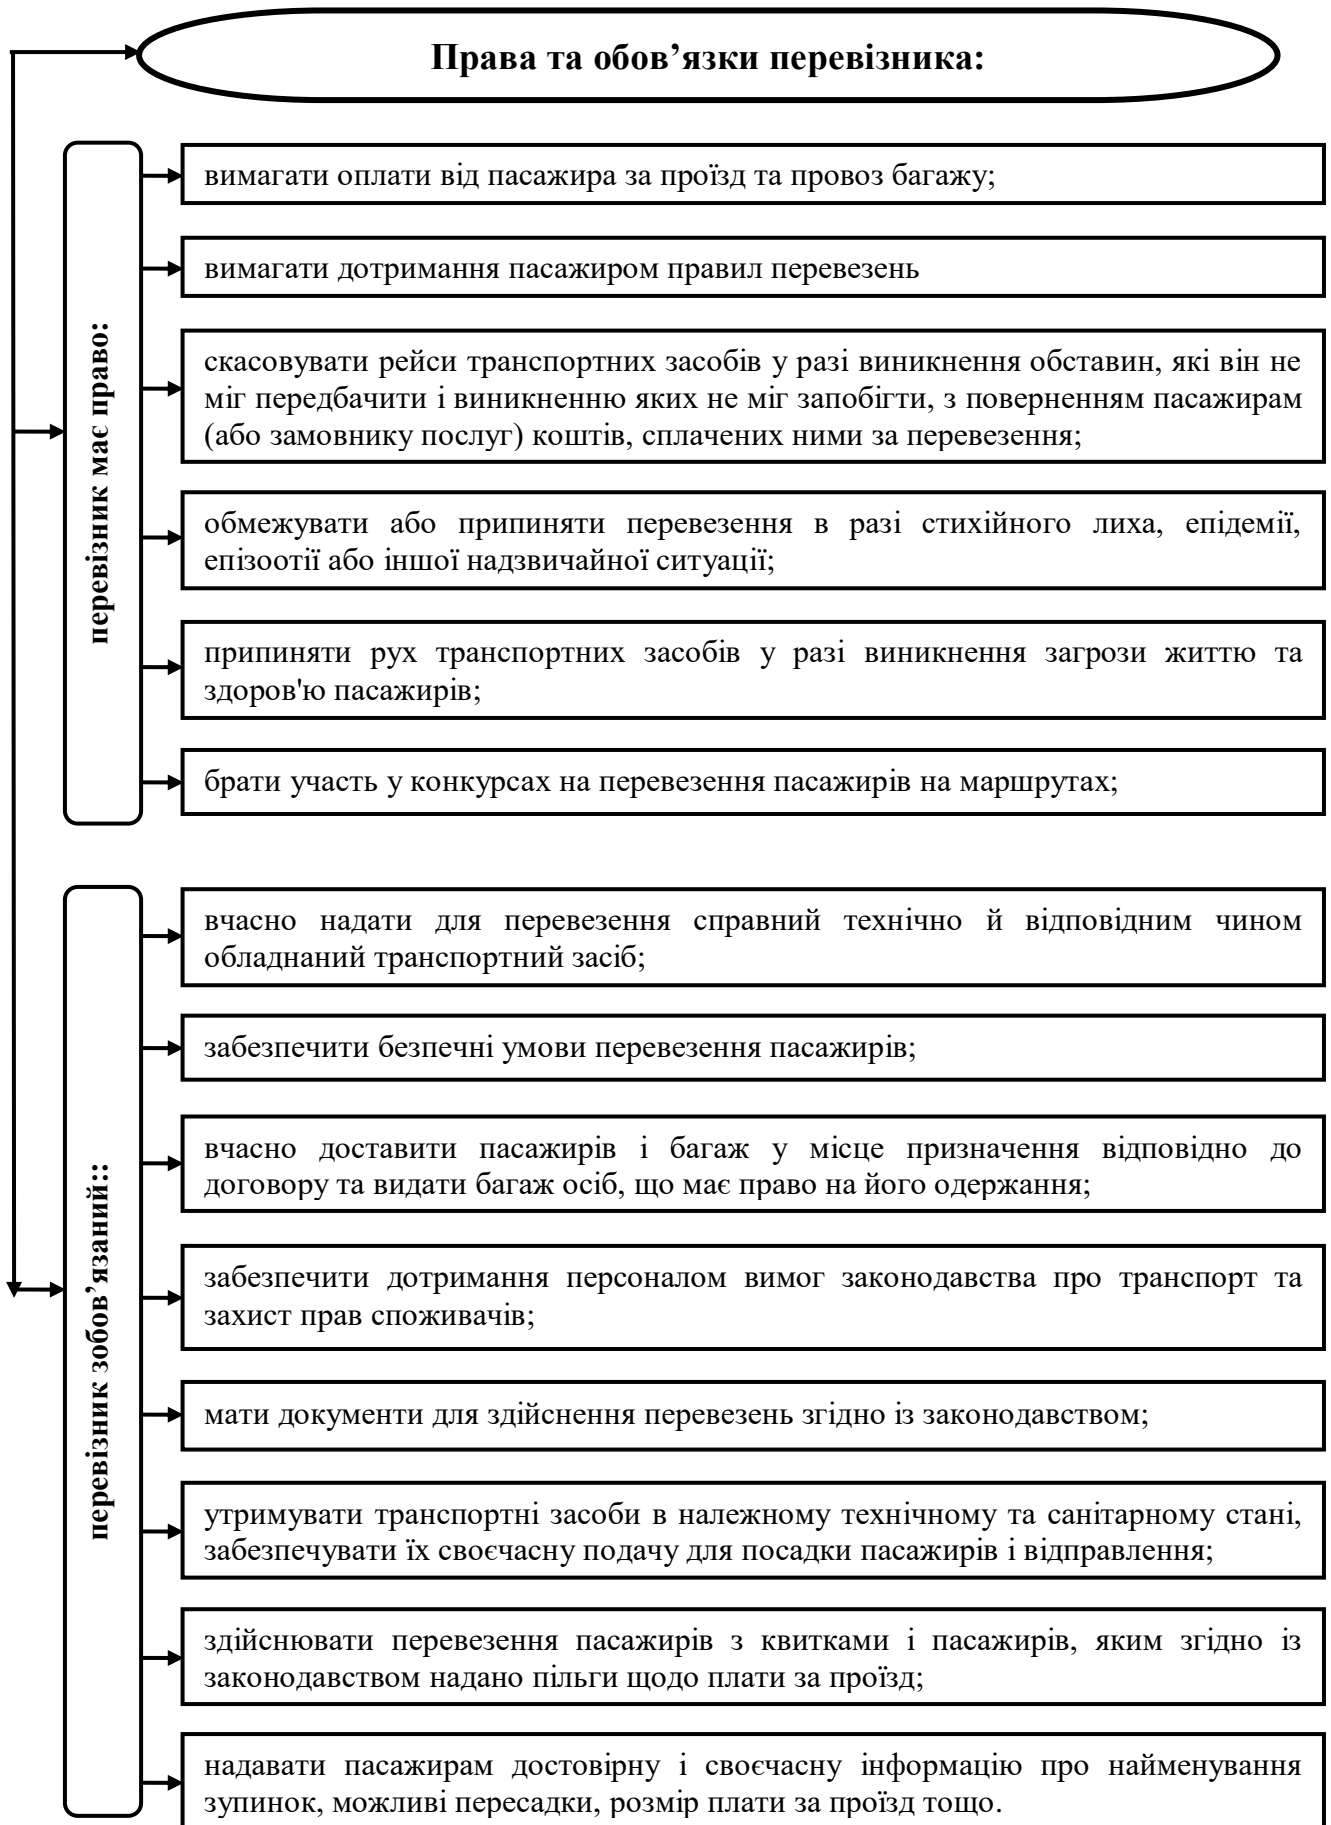 Права та обов’язки перевізника:
перевізник має право:
вимагати оплати від пасажира за проїзд та провоз багажу;
вимагати дотримання пасажиром правил перевезень
скасовувати рейси транспортних засобів у разі виникнення обставин, які він не
міг передбачити і виникненню яких не міг запобігти, з поверненням пасажирам
(або замовнику послуг) коштів, сплачених ними за перевезення;
обмежувати або припиняти перевезення в разі стихійного лиха, епідемії,
епізоотії або іншої надзвичайної ситуації;
припиняти рух транспортних засобів у разі виникнення загрози життю та
здоров'ю пасажирів;
брати участь у конкурсах на перевезення пасажирів на маршрутах;
перевізник зобов’язаний::
вчасно надати для перевезення справний технічно й відповідним чином
обладнаний транспортний засіб;
забезпечити безпечні умови перевезення пасажирів;
вчасно доставити пасажирів і багаж у місце призначення відповідно до
договору та видати багаж осіб, що має право на його одержання;
забезпечити дотримання персоналом вимог законодавства про транспорт та
захист прав споживачів;
мати документи для здійснення перевезень згідно із законодавством;
утримувати транспортні засоби в належному технічному та санітарному стані,
забезпечувати їх своєчасну подачу для посадки пасажирів і відправлення;
здійснювати перевезення пасажирів з квитками і пасажирів, яким згідно із
законодавством надано пільги щодо плати за проїзд;
надавати пасажирам достовірну і своєчасну інформацію про найменування
зупинок, можливі пересадки, розмір плати за проїзд тощо.